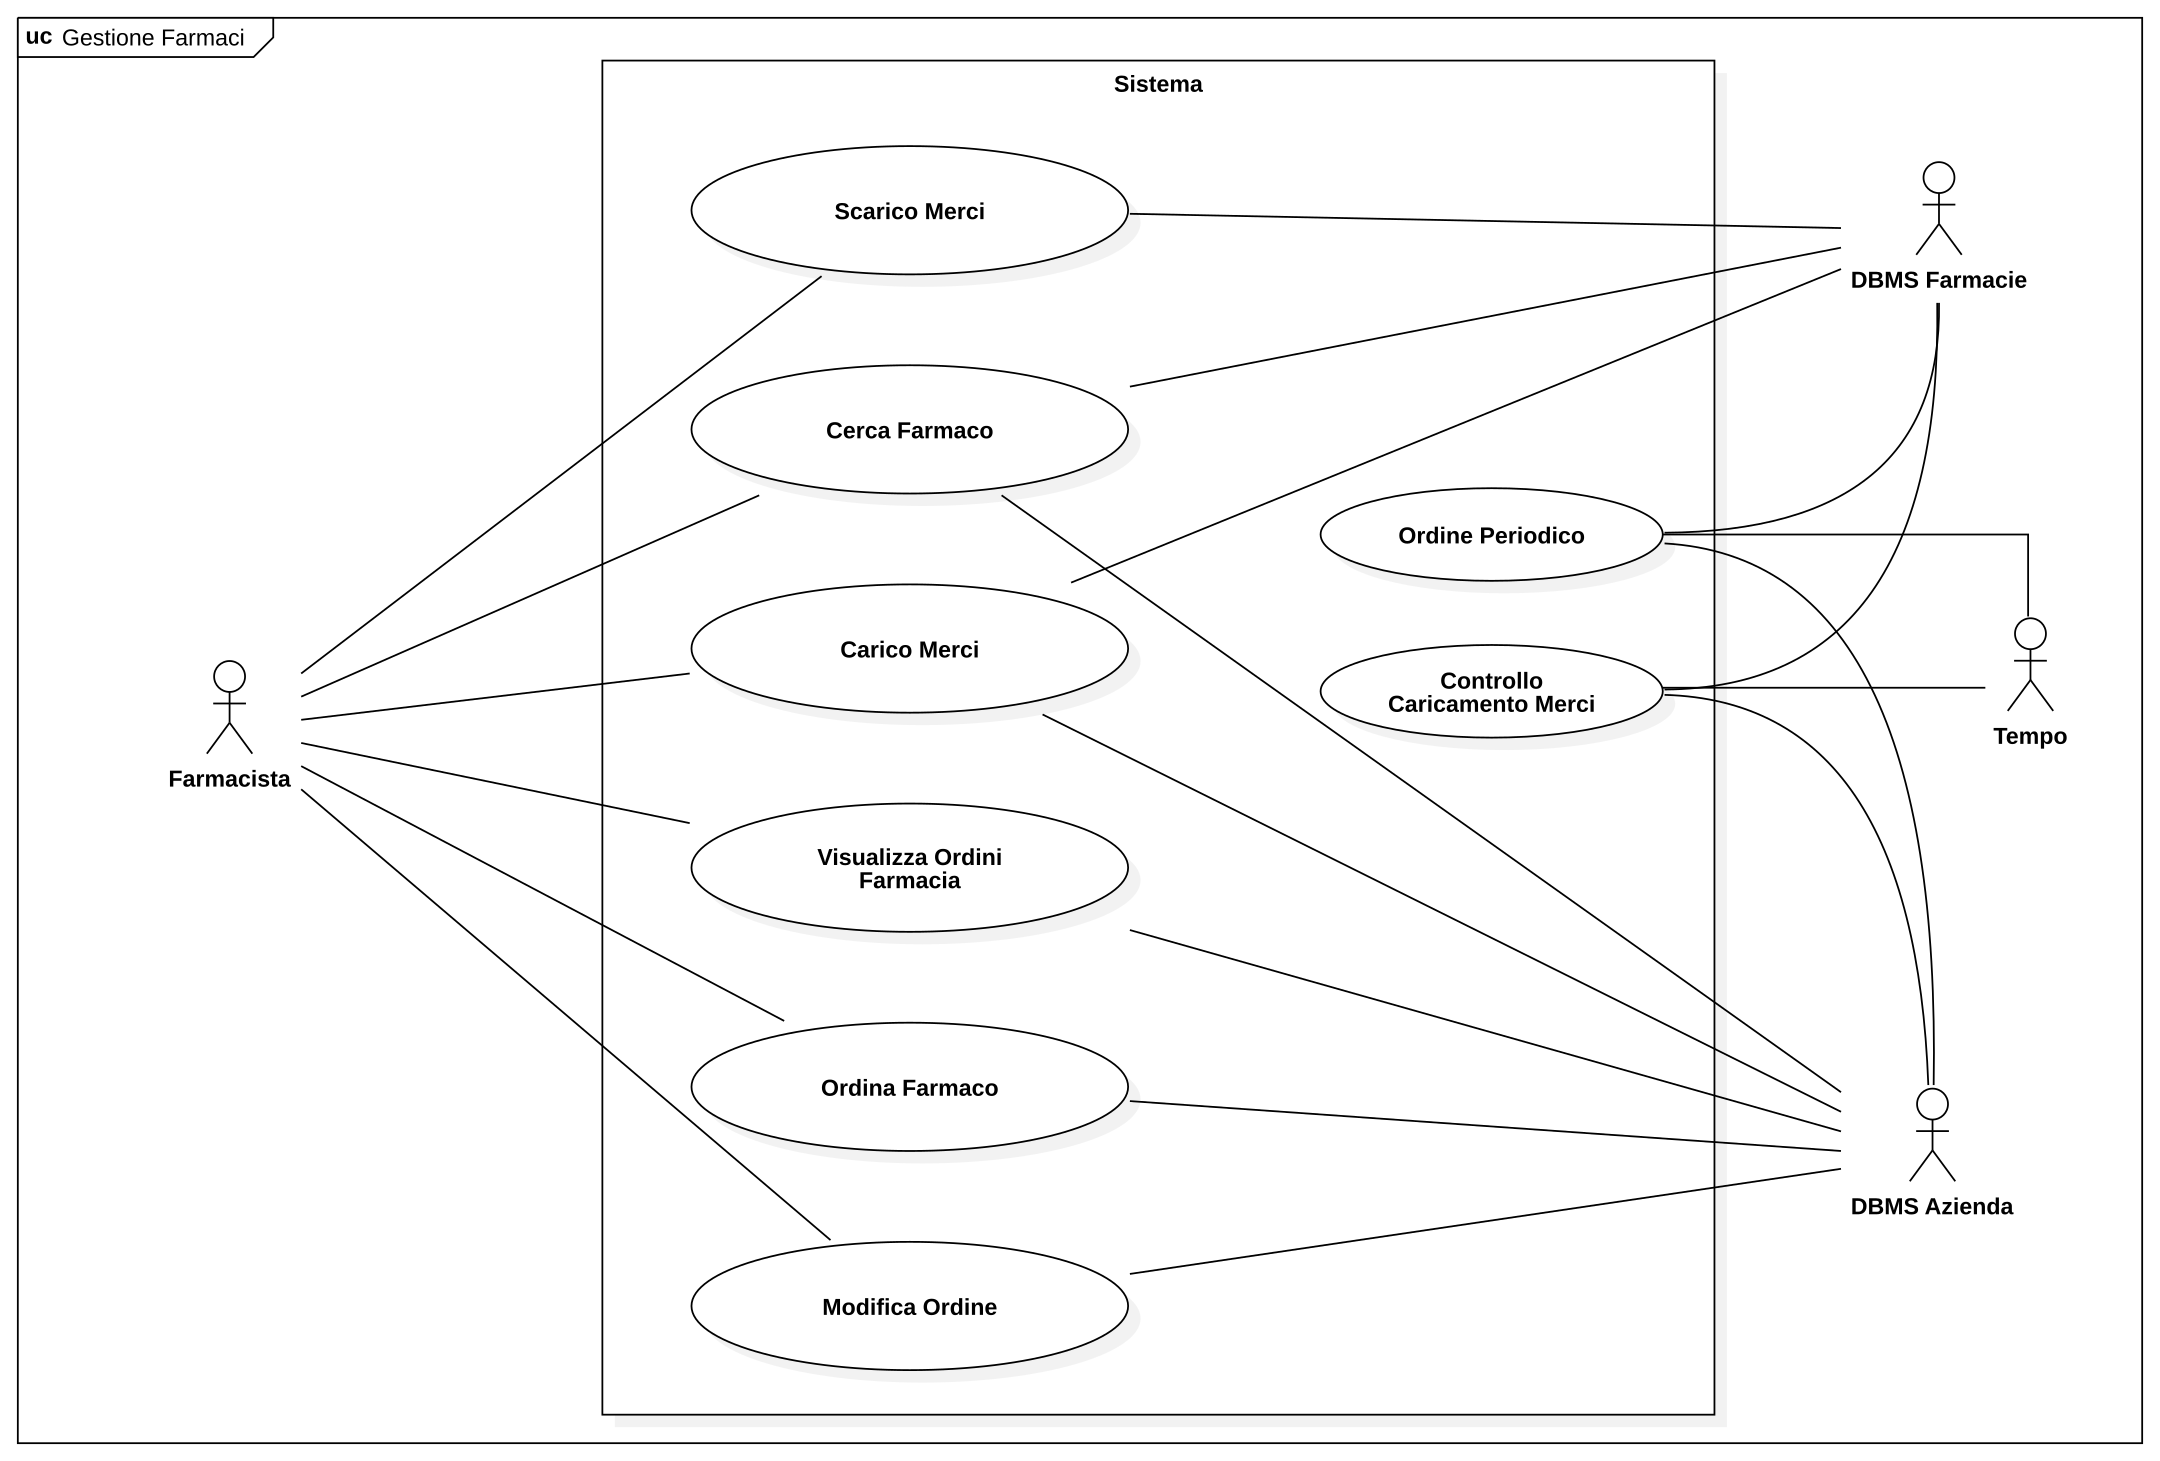 uc Gestione Farmaci
Sistema
Scarico Merci
DBMS Farmacie
Cerca Farmaco
Ordine Periodico
Carico Merci
Controllo
Caricamento Merci
Tempo
Farmacista
Visualizza Ordini
Farmacia
Ordina Farmaco
DBMS Azienda
Modifica Ordine